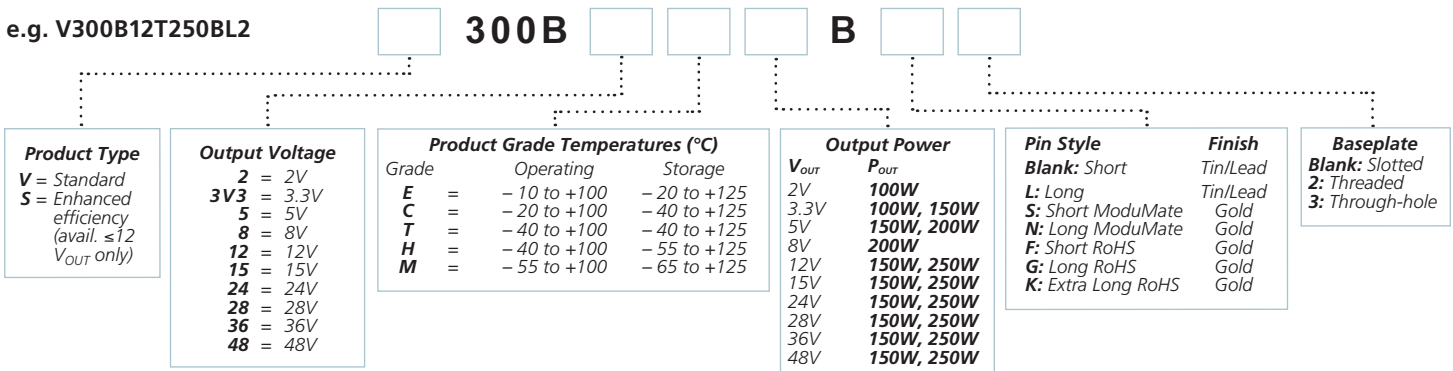 e.g. V300B12T250BL2
300B B
Product Type
V = Standard
S = Enhanced
efficiency
(avail. ≤12
VOUT only)
Output Voltage
2 = 2V
3V3 = 3.3V
5 = 5V
8 = 8V
12 = 12V
15 = 15V
24 = 24V
28 = 28V
36 = 36V
48 = 48V
Product Grade Temperatures (°C)
Grade Operating Storage
E = – 10 to +100 – 20 to +125
C = – 20 to +100 – 40 to +125
T = – 40 to +100 – 40 to +125
H = – 40 to +100 – 55 to +125
M = – 55 to +100 – 65 to +125
Output Power
VOUT POUT
2V 100W
3.3V 100W, 150W
5V 150W, 200W
8V 200W
12V 150W, 250W
15V 150W, 250W
24V 150W, 250W
28V 150W, 250W
36V 150W, 250W
48V 150W, 250W
Pin Style Finish
Blank: Short Tin/Lead
L: Long Tin/Lead
S: Short ModuMate Gold
N: Long ModuMate Gold
F: Short RoHS Gold
G: Long RoHS Gold
K: Extra Long RoHS Gold
Baseplate
Blank: Slotted
2: Threaded
3: Through-hole